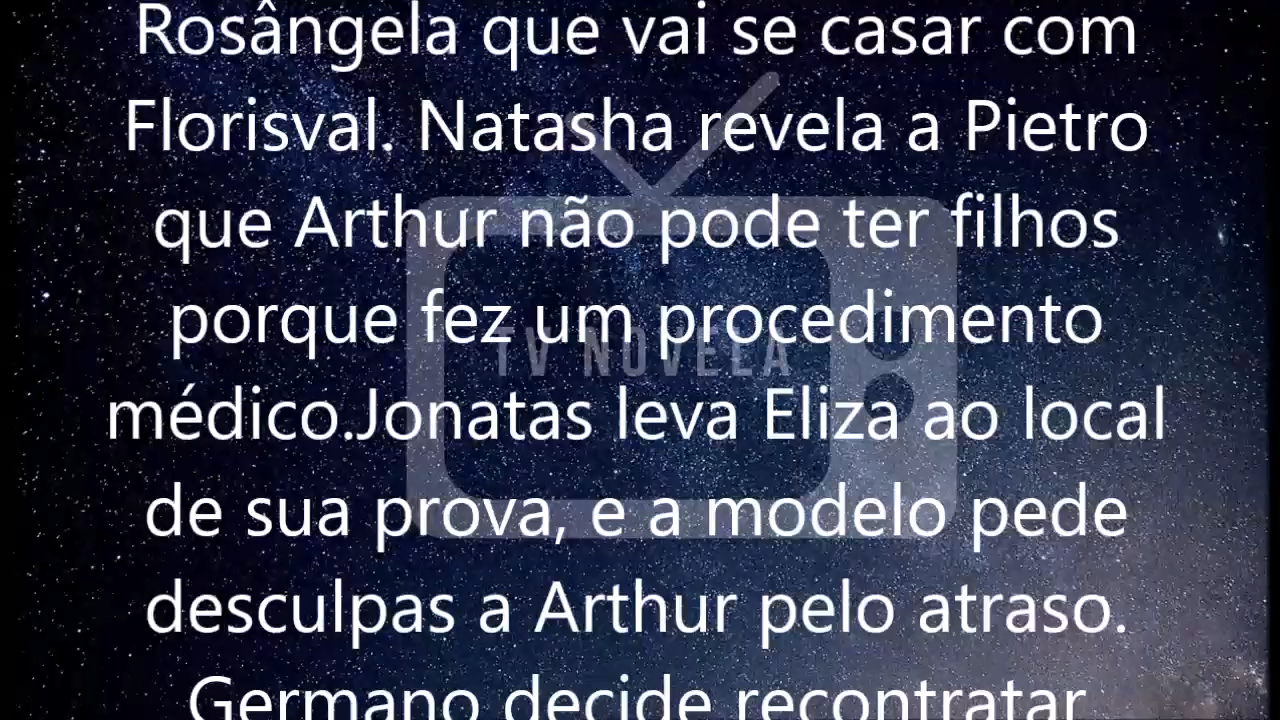 Rosângela que vai se casar com
Florisval. Natasha revela a Pietro
que Arthur não pode ter filhos
porque fez um procedimento
TV NOVELA
médico.Jonatas leva Eliza ao local
de sua prova, e a modelo pede
desculpas a Arthur pelo atraso.
Germano decide recontratar